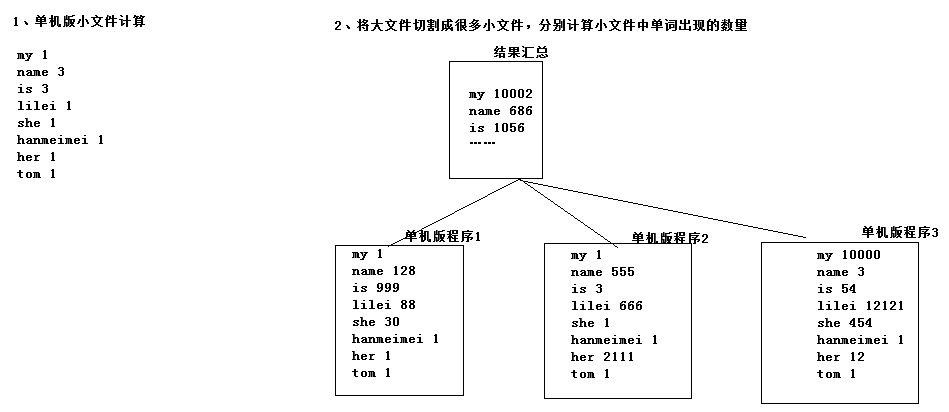 1、单机版小文件计算
my 1
name 3
is 3
lilei 1
she 1
hanmeimei 1
her 1
tom 1
2、将大文件切割成很多小文件，分别计算小文件中单词出现的数量
结果汇总
my 10002
name 686
is 1056
……
单机版程序1
my 1
name 128
is 999
lilei 88
she 30
hanmeimei 1
her 1
tom 1
单机版程序2
my 1
name 555
is 3
lilei 666
she 1
hanmeimei 1
her 2111
tom 1
单机版程序3
my 10000
name 3
is 54
lilei 12121
she 454
hanmeimei 1
her 12
tom 1